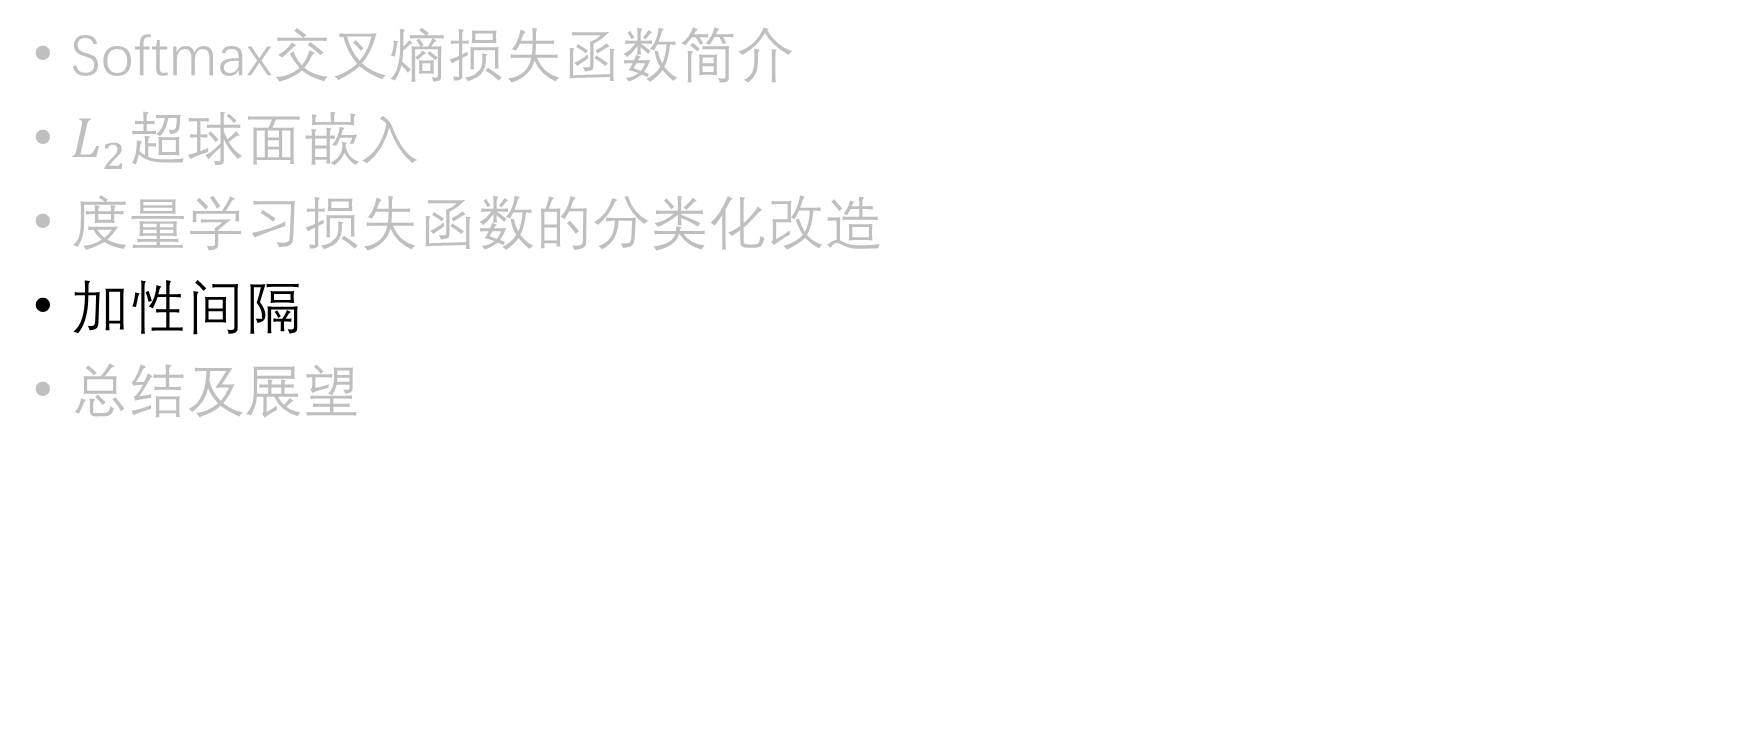 • Softmax交叉熵损失函数简介
• L₂超球面嵌入
• 度量学习损失函数的分类化改造
• 加性间隔
• 总结及展望